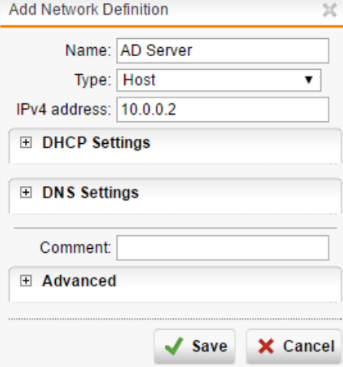 Add Network Definition
Name: AD Server
Type: Host
IPv4 address: 10.0.0.2
DHCP Settings
DNS Settings
Comment:
Advanced
Save Cancel